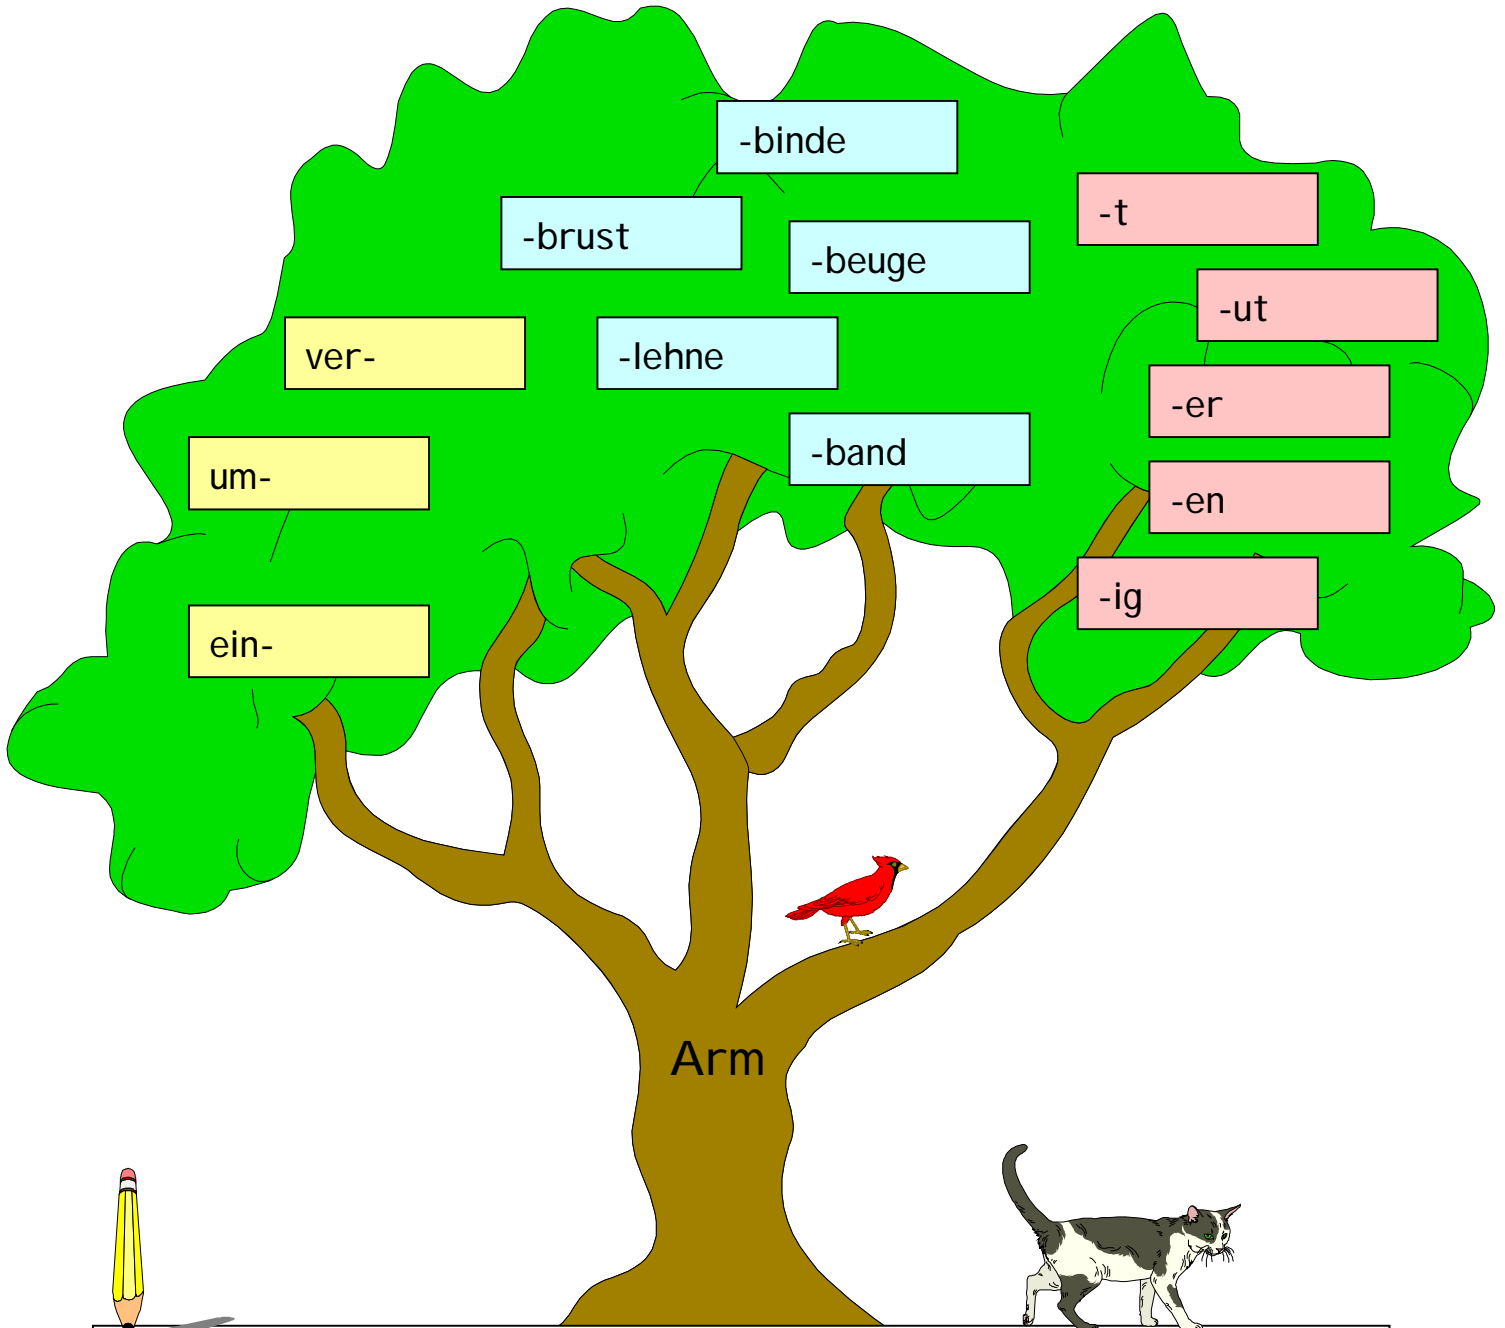 -binde
-t
-brust
-beuge
-ut
ver-
-lehne
-er
-band
um-
-en
-ig
ein-
Arm